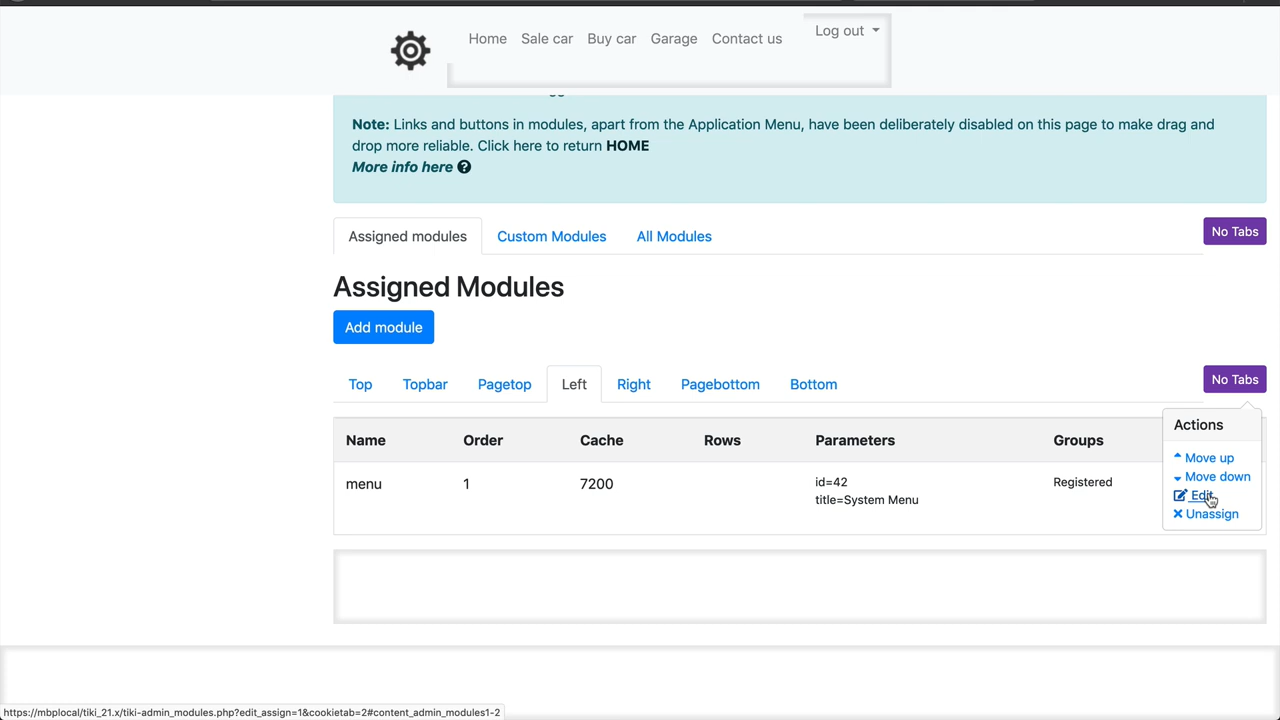 Home Sale car Buy car Garage Contact us Log out
Note: Links and buttons in modules, apart from the Application Menu, have been deliberately disabled on this page to make drag and
drop more reliable. Click here to return HOME
More info here
Assigned modules Custom Modules All Modules No Tabs
Assigned Modules
Add module
Top Topbar Pagetop Left Right Pagebottom Bottom No Tabs
Name Order Cache Rows Parameters Groups
Actions
Move up
Move down
Edit
Unassign
menu 1 7200 id=42 Registered
title=System Menu
https://mbplocal/tiki_21.x/tiki-admin_modules.php?edit_assign=1&cookietab=2#content_admin_modules1-2